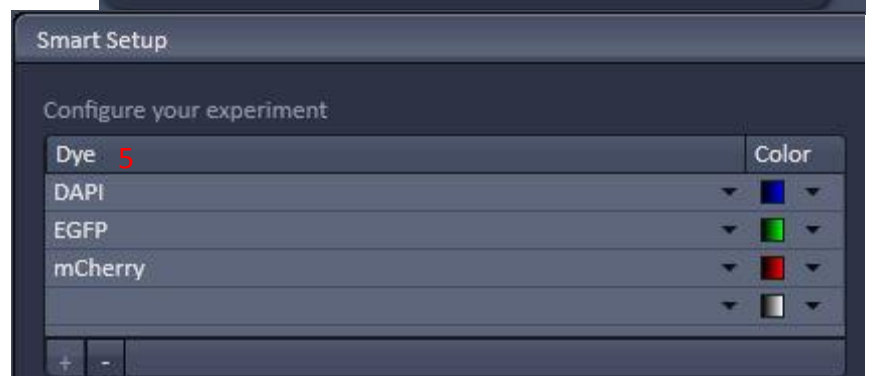 Smart Setup
Configure your experiment
Dye 5 Color
DAPI
EGFP
mCherry
+ -